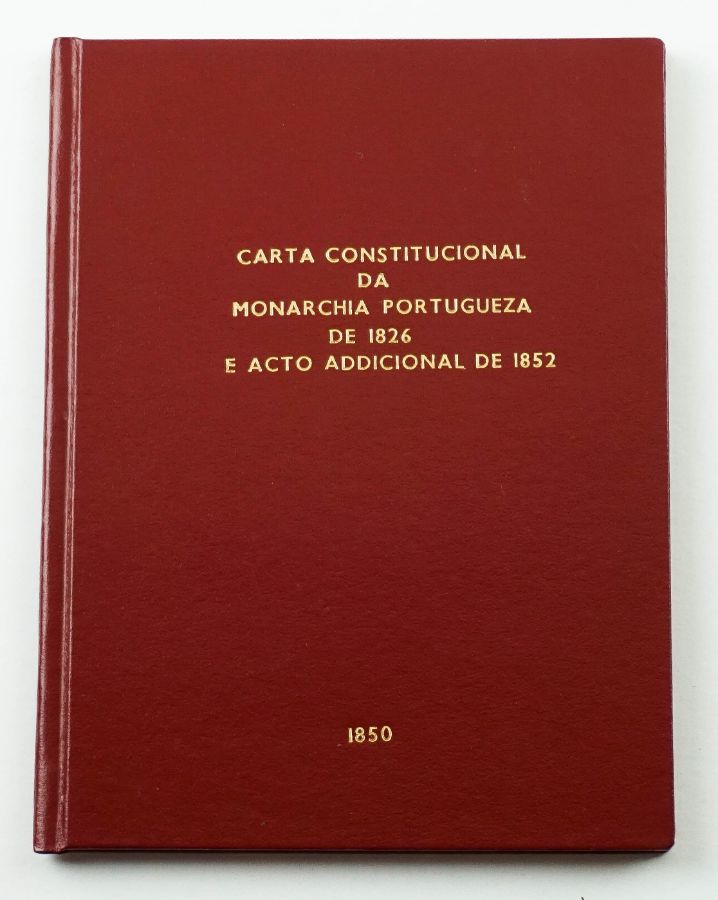 CARTA CONSTITUCIONAL
DA
MONARCHIA PORTUGUEZA
DE 1826
E ACTO ADDICIONAL DE 1852
1850